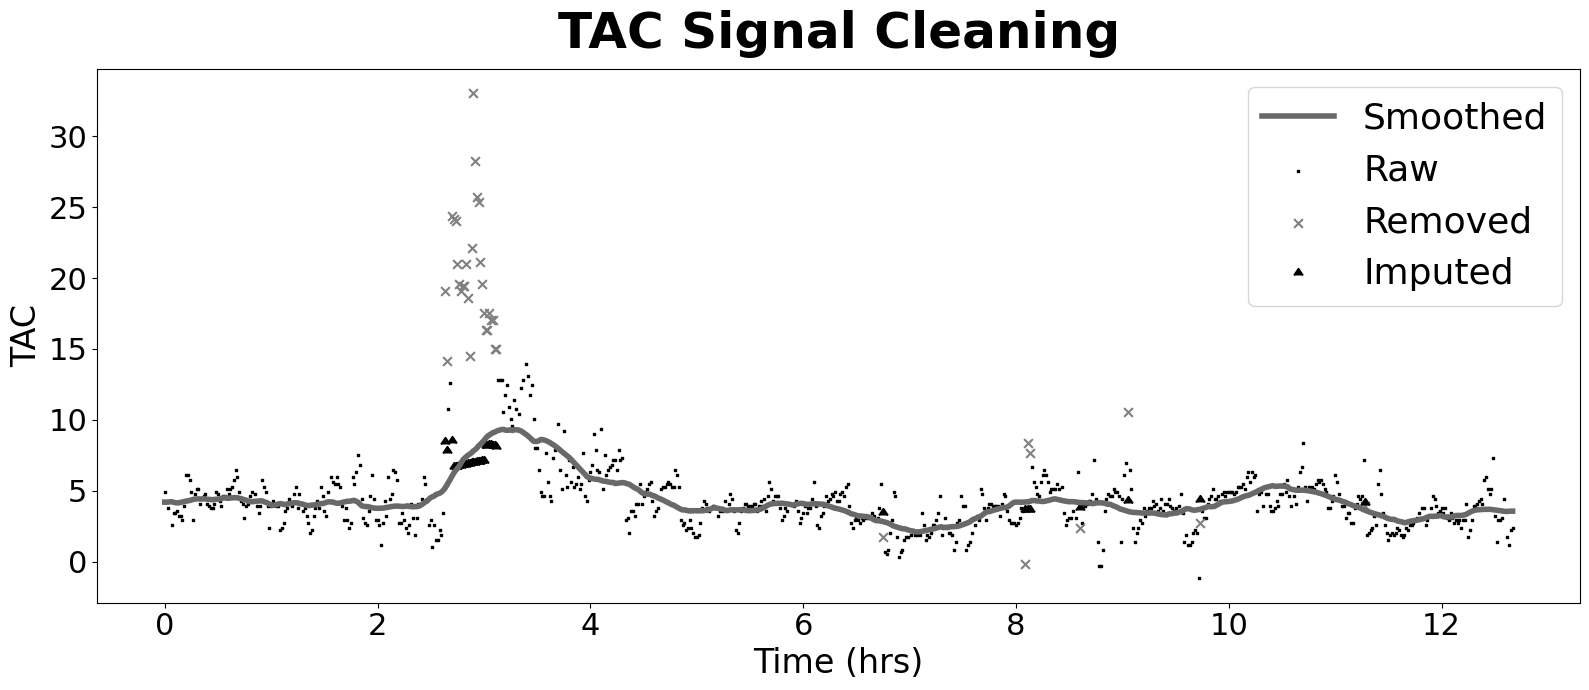 TAC Signal Cleaning
Smoothed
Raw
Removed
Imputed
TAC
30
25
20
15
10
5
0
0 2 4 6 8 10 12
Time (hrs)